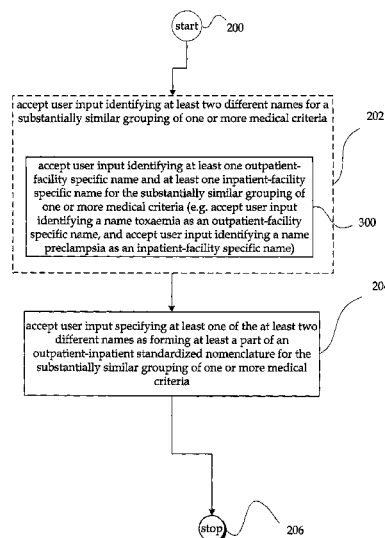 start
200
accept user input identifying at least two different names for a
substantially similar grouping of one or more medical criteria
202
accept user input identifying at least one outpatient-
facility specific name and at least one inpatient-facility
specific name for the substantially similar grouping of
one or more medical criteria (e.g. accept user input
identifying a name toxaemia as an outpatient-facility
specific name, and accept user input identifying a name
preclampsia as an inpatient-facility specific name)
300
accept user input specifying at least one of the at least two
different names as forming at least a part of an
outpatient-inpatient standardized nomenclature for the
substantially similar grouping of one or more medical
criteria
stop
206